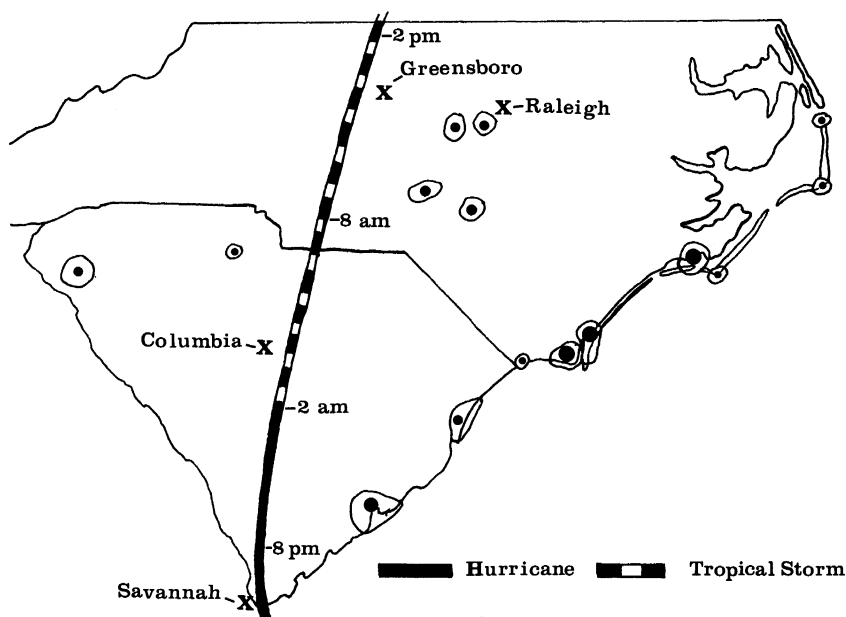 2 pm
Greensboro
X
X Raleigh
8 am
Columbia X
2 am
8 pm
Hurricane
Tropical Storm
Savannah X